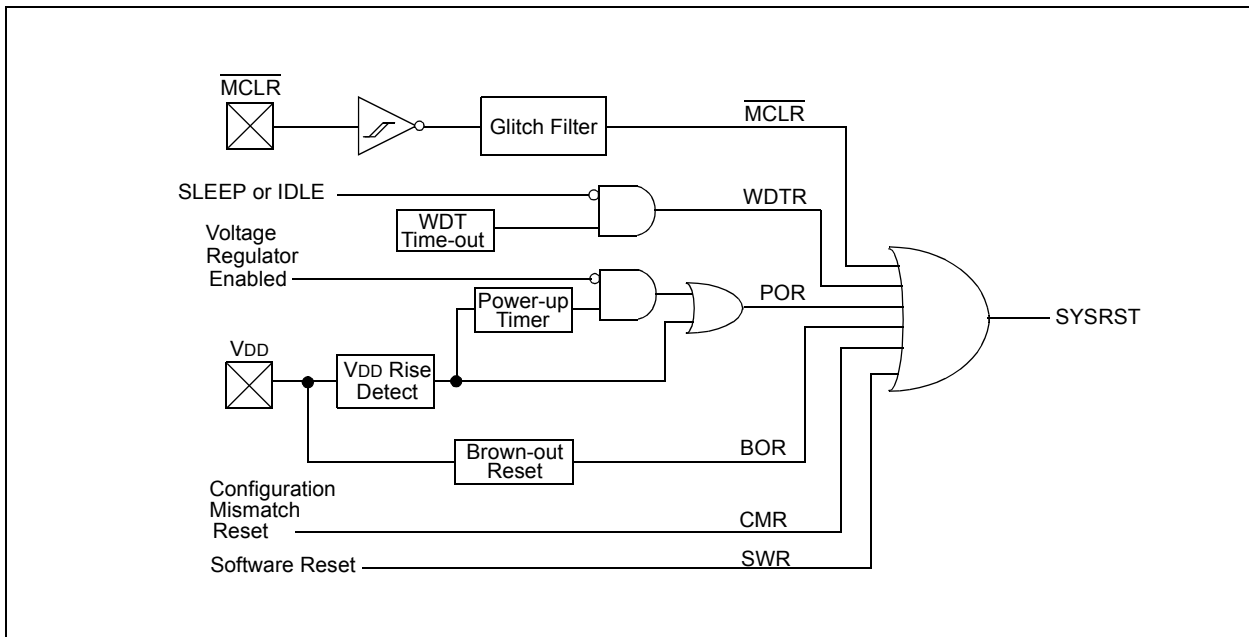 MCLR
Glitch Filter
MCLR
SLEEP or IDLE
WDT
Time-out
WDTR
Voltage
Regulator
Enabled
Power-up
Timer
POR
SYSRST
VDD
VDD Rise
Detect
Brown-out
Reset
BOR
Configuration
Mismatch
Reset
CMR
Software Reset
SWR